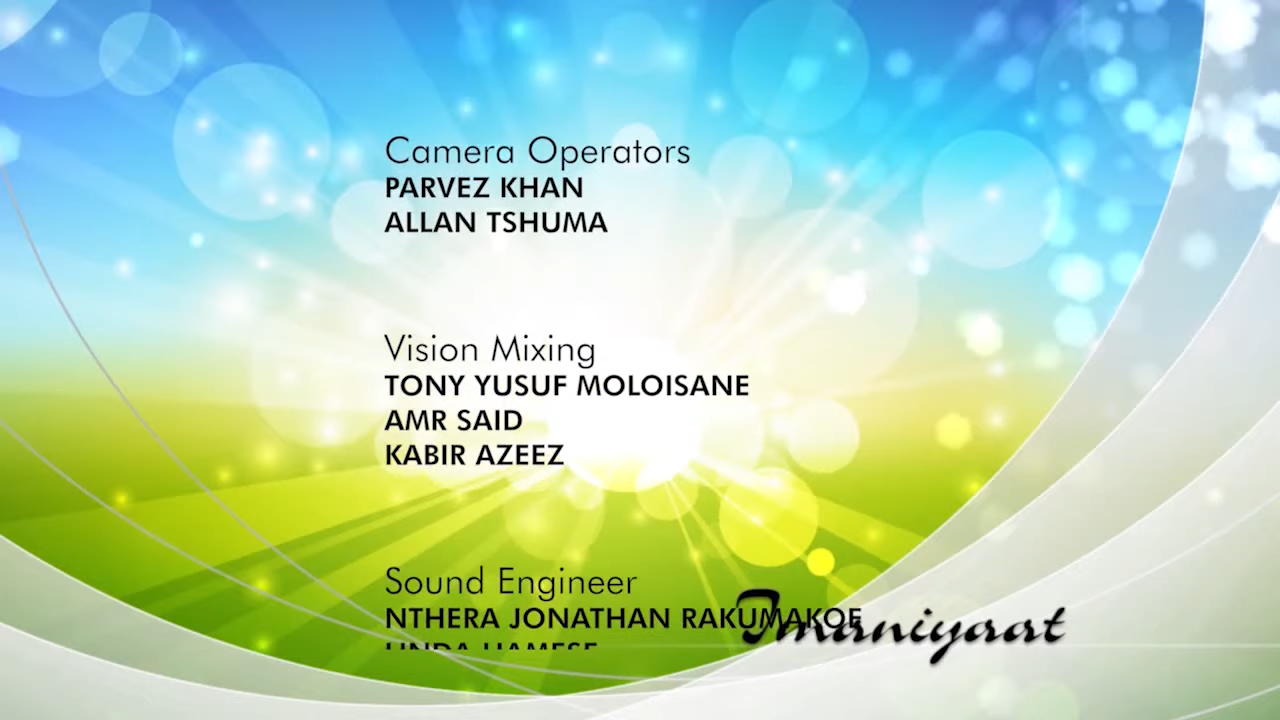 Camera Operators
PARVEZ KHAN
ALLAN TSHUMA
Vision Mixing
TONY YUSUF MOLOISANE
AMR SAID
KABIR AZEEZ
Sound Engineer
NTHERA JONATHAN RAKUMAKOE
Imaniyaat